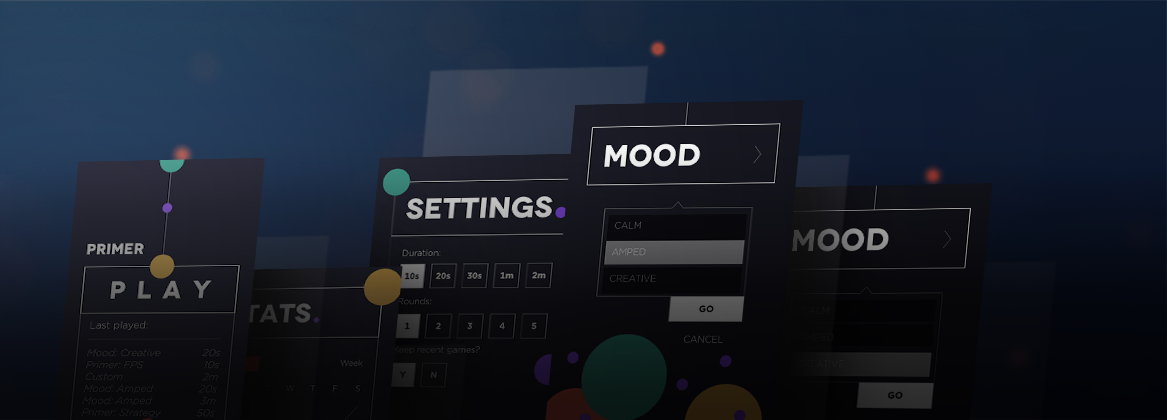 PRIMER
PLAY
Last played:
Mood: Creative 20s
Primer: FPS 10s
Custom 2m
Mood: Amped 20s
Mood: Amped 3m
Primer: Strategy 50s
TATS.
Week
W T F S
SETTINGS.
Duration:
10s 20s 30s 1m 2m
Rounds:
1 2 3 4 5
Keep recent games?
Y N
MOOD
CALM
AMPED
CREATIVE
GO
CANCEL
MOOD
GO